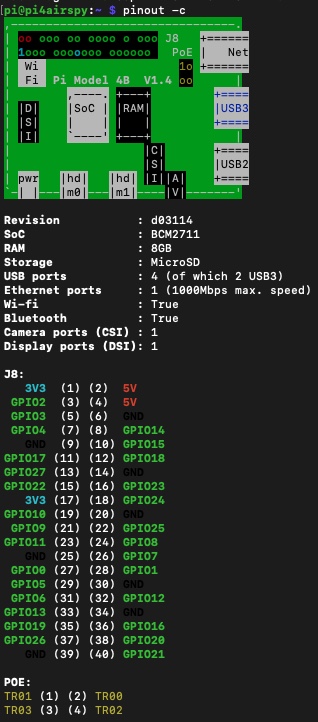 pi@pi4airspy:~ $ pinout -c
,--------------------------------.
| oooooooooooooooooooo J8   +======
| 1ooooooooooooooooooo  PoE |   Net
|  Wi                    1o +======
|  Fi  Pi Model 4B  V1.4 oo      |
|        ,----. +---+         +====
| |D|    |SoC | |RAM|         |USB3
| |S|    |    | |   |         +====
| |I|    `----' +---+            |
|                   |C|       +====
|                   |S|       |USB2
| pwr   |hd|   |hd| |I||A|    +====
`-| |---|m0|---|m1|----|V|-------'
Revision           : d03114
SoC                : BCM2711
RAM                : 8GB
Storage            : MicroSD
USB ports          : 4 (of which 2 USB3)
Ethernet ports     : 1 (1000Mbps max. speed)
Wi-fi              : True
Bluetooth          : True
Camera ports (CSI) : 1
Display ports (DSI): 1
J8:
   3V3  (1) (2)  5V
 GPIO2  (3) (4)  5V
 GPIO3  (5) (6)  GND
 GPIO4  (7) (8)  GPIO14
   GND  (9) (10) GPIO15
GPIO17 (11) (12) GPIO18
GPIO27 (13) (14) GND
GPIO22 (15) (16) GPIO23
   3V3 (17) (18) GPIO24
GPIO10 (19) (20) GND
 GPIO9 (21) (22) GPIO25
GPIO11 (23) (24) GPIO8
   GND (25) (26) GPIO7
 GPIO0 (27) (28) GPIO1
 GPIO5 (29) (30) GND
 GPIO6 (31) (32) GPIO12
GPIO13 (33) (34) GND
GPIO19 (35) (36) GPIO16
GPIO26 (37) (38) GPIO20
   GND (39) (40) GPIO21
POE:
TR01 (1) (2) TR00
TR03 (3) (4) TR02